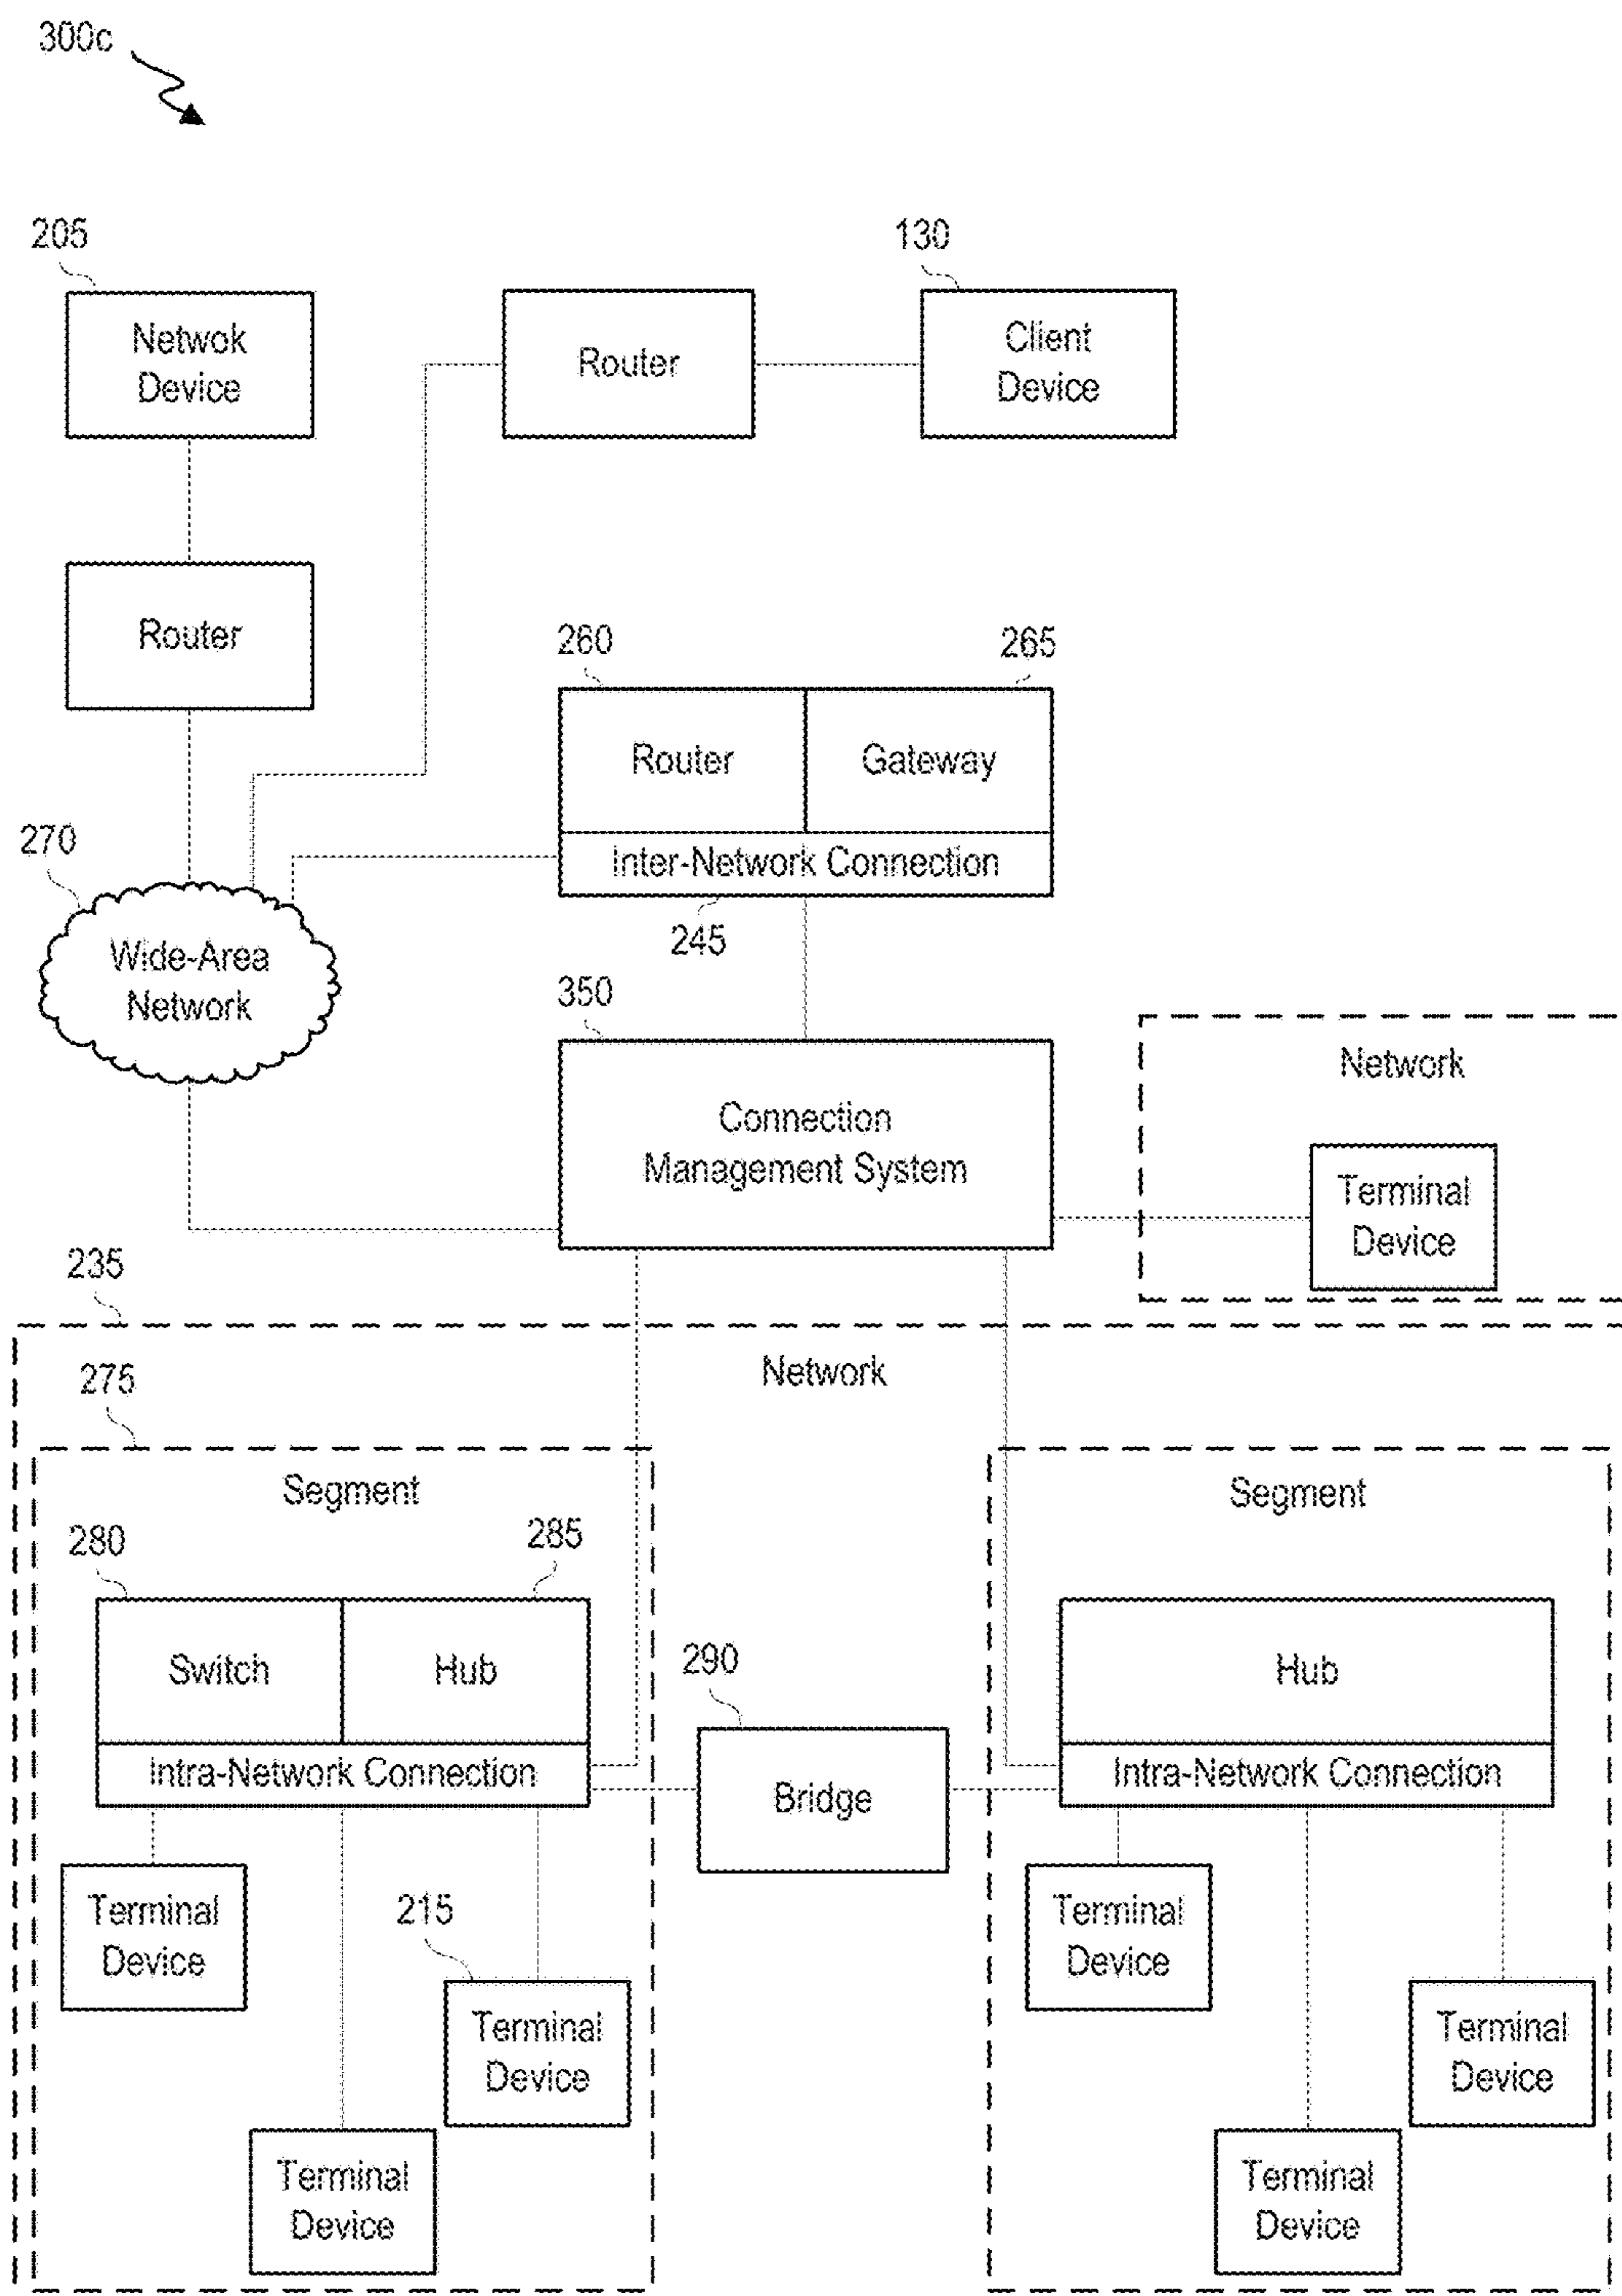 300c
205
130
Netwok
Device
Router
Client
Device
Router
260
265
Router
Gateway
Inter-Network Connection
270
245
Wide-Area
Network
350
Connection
Management System
Network
Terminal
Device
235
Network
275
Segment
Segment
280
285
Switch
Hub
290
Hub
Intra-Network Connection
Bridge
Intra-Network Connection
Terminal
Device
215
Terminal
Device
Terminal
Device
Terminal
Device
Terminal
Device
Terminal
Device